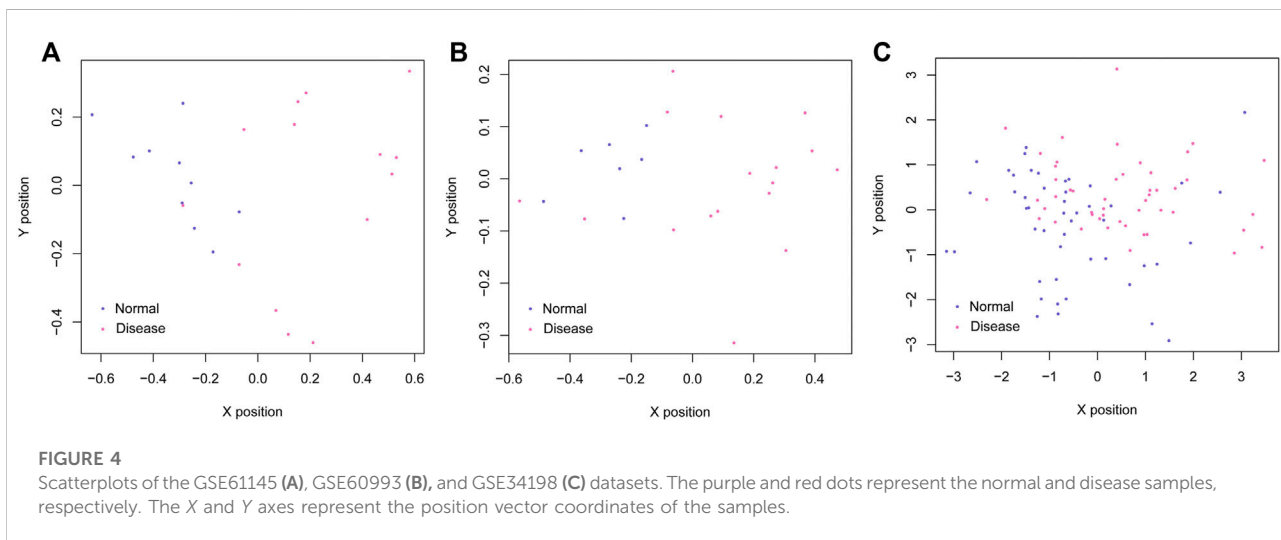 A
B
C
0.2
0.0
−0.2
−0.4
Y position
−0.6
−0.4
−0.2
0.0
0.2
0.4
0.6
X position
Normal
Disease
0.2
0.1
0.0
−0.1
−0.2
−0.3
Y position
−0.6
−0.4
−0.2
0.0
0.2
0.4
X position
Normal
Disease
3
2
1
0
−1
−2
−3
Y position
−3
−2
−1
0
1
2
3
X position
Normal
Disease
FIGURE 4
Scatterplots of the GSE61145 (A), GSE60993 (B), and GSE34198 (C) datasets. The purple and red dots represent the normal and disease samples,
respectively. The X and Y axes represent the position vector coordinates of the samples.